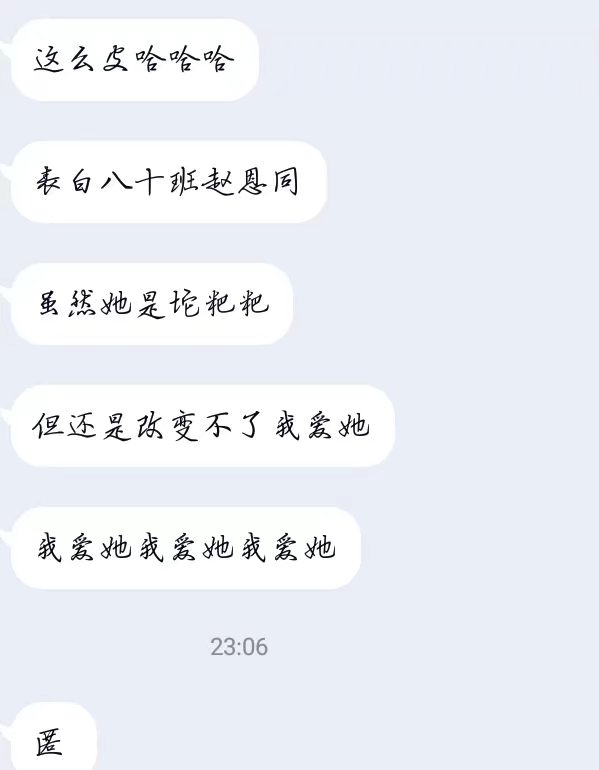 这么皮哈哈哈
表白八十班赵恩同
虽然她是坨粑粑
但还是改变不了我爱她
我爱她我爱她我爱她
23:06
匿